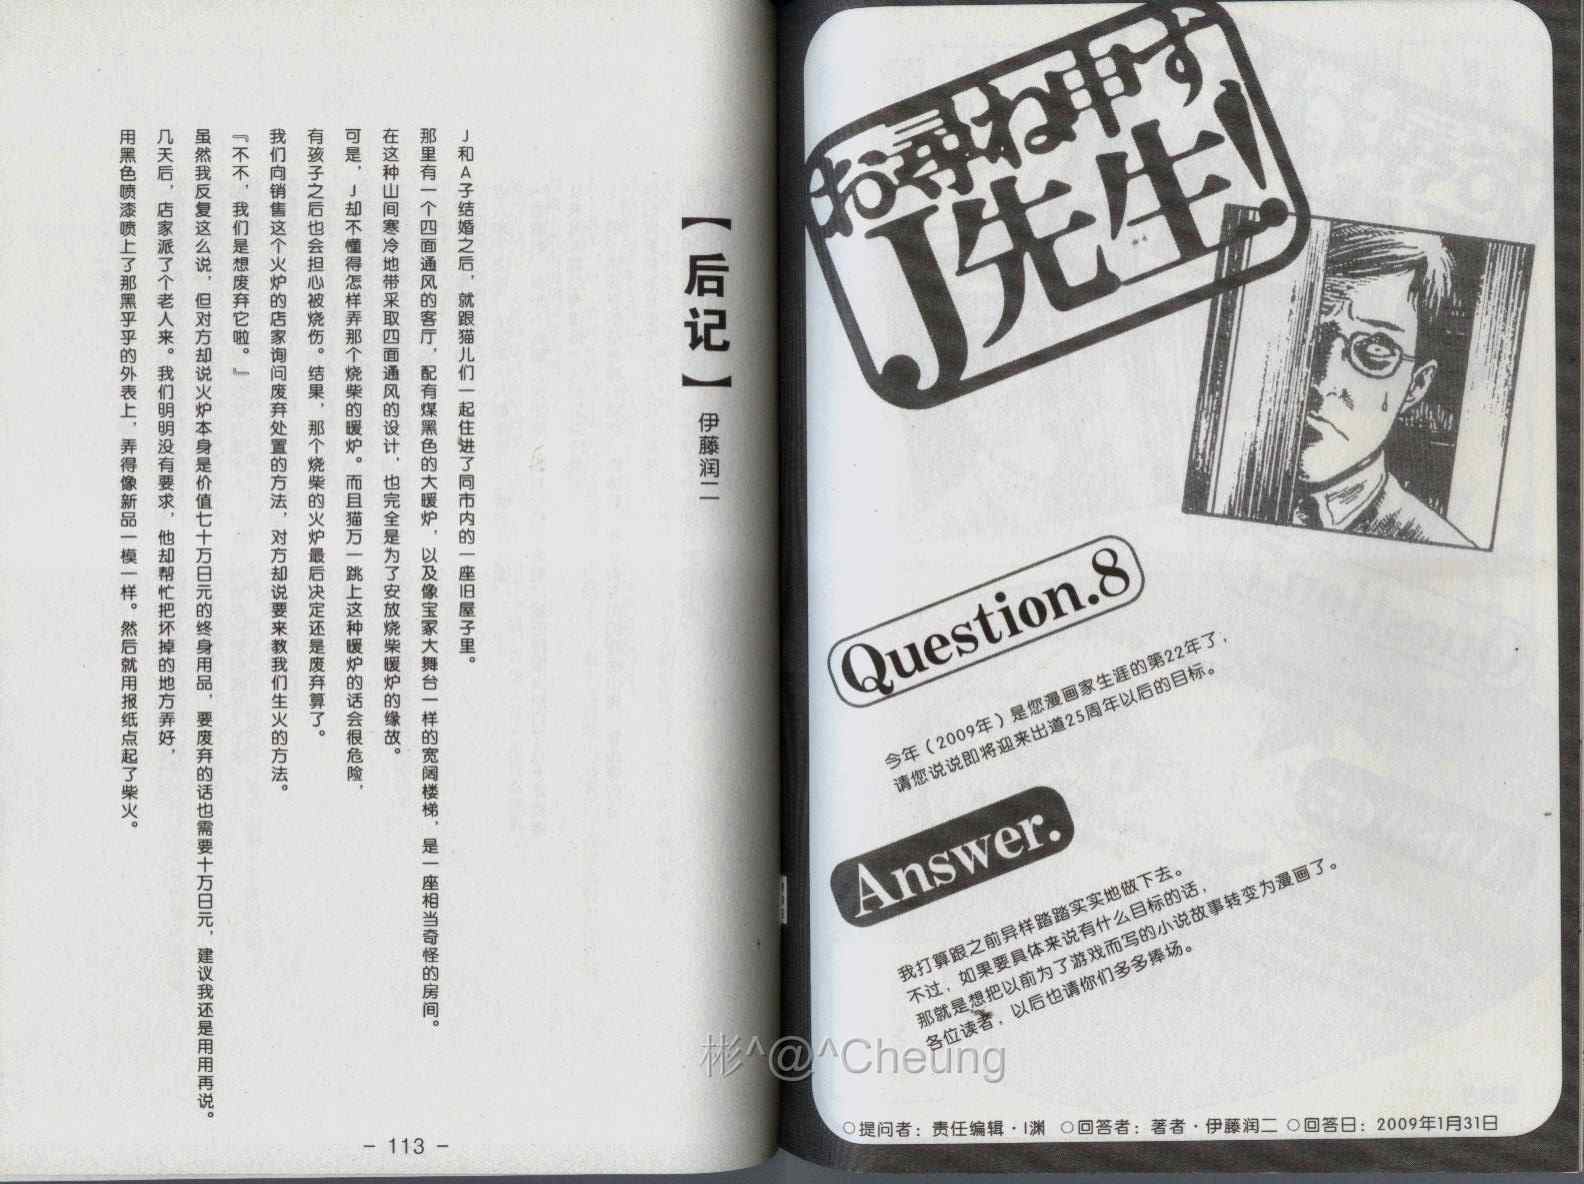 お尋ね申す
J先生!
Question.8
今年（2009年）是您漫画家生涯的第22年了，
请您说说即将迎来出道25周年以后的目标。
Answer.
我打算跟之前异样踏踏实实地做下去。
不过，如果要具体来说有什么目标的话，
那就是想把以前为了游戏而写的小说故事转变为漫画了。
各位读者，以后也请你们多多捧场。
○提问者：责任编辑·I渊 ○回答者：著者·伊藤润二 ○回答日：2009年1月31日
【后记】 伊藤润二
J和A子结婚之后，就跟猫儿们一起住进了同市内的一座旧屋子里。
那里有一个四面通风的客厅，配有煤黑色的大暖炉，以及像宝冢大舞台一样的宽阔楼梯，是一座相当奇怪的房间。
在这种山间寒冷地带采取四面通风的设计，也完全是为了安放烧柴暖炉的缘故。
可是，J却不懂得怎样弄那个烧柴的暖炉。而且猫万一跳上这种暖炉的话会很危险，
有孩子之后也会担心被烧伤。结果，那个烧柴的火炉最后决定还是废弃算了。
我们向销售这个火炉的店家询问废弃处置的方法，对方却说要来教我们生火的方法。
『不不，我们是想废弃它啦。』
虽然我反复这么说，但对方却说火炉本身是价值七十万日元的终身用品，要废弃的话也需要十万日元，建议我还是用用再说。
几天后，店家派了个老人来。我们明明没有要求，他却帮忙把坏掉的地方弄好，
用黑色喷漆喷上了那黑乎乎的外表上，弄得像新品一模一样。然后就用报纸点起了柴火。
- 113 -
彬^@^Cheung